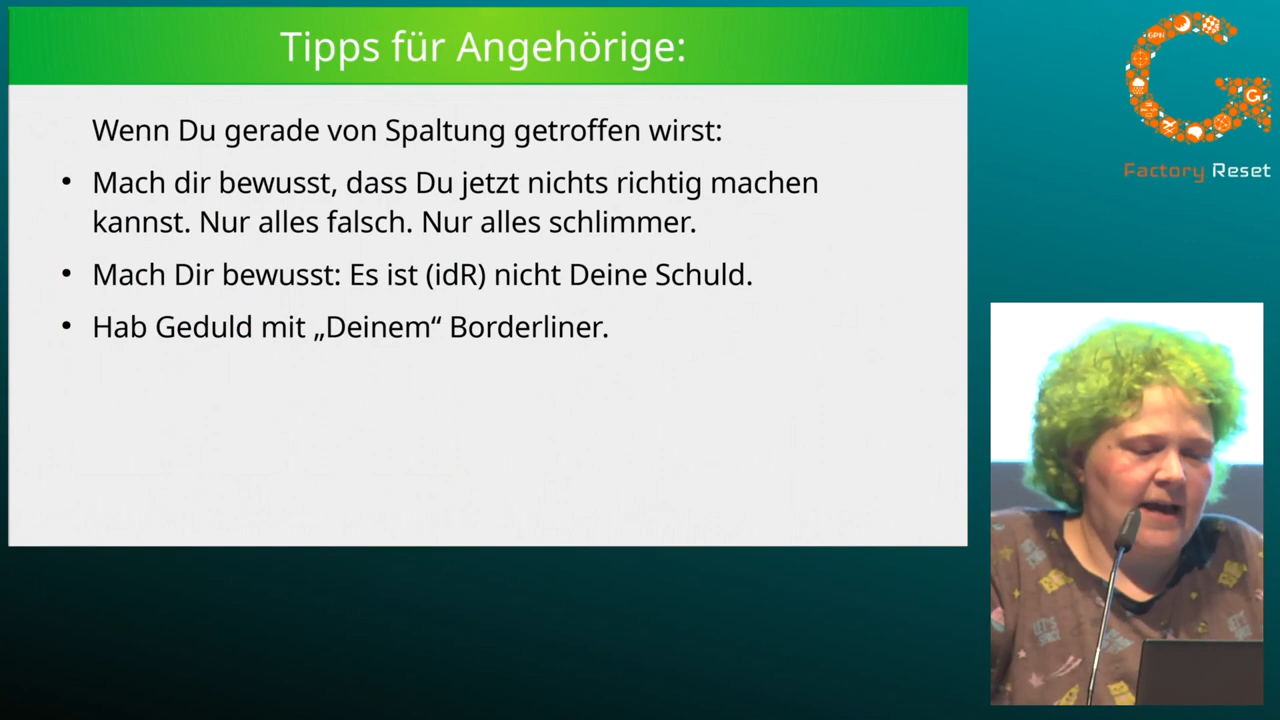 Tipps für Angehörige:
Wenn Du gerade von Spaltung getroffen wirst:
• Mach dir bewusst, dass Du jetzt nichts richtig machen
kannst. Nur alles falsch. Nur alles schlimmer.
• Mach Dir bewusst: Es ist (idR) nicht Deine Schuld.
• Hab Geduld mit „Deinem“ Borderliner.
GPN
Factory Reset